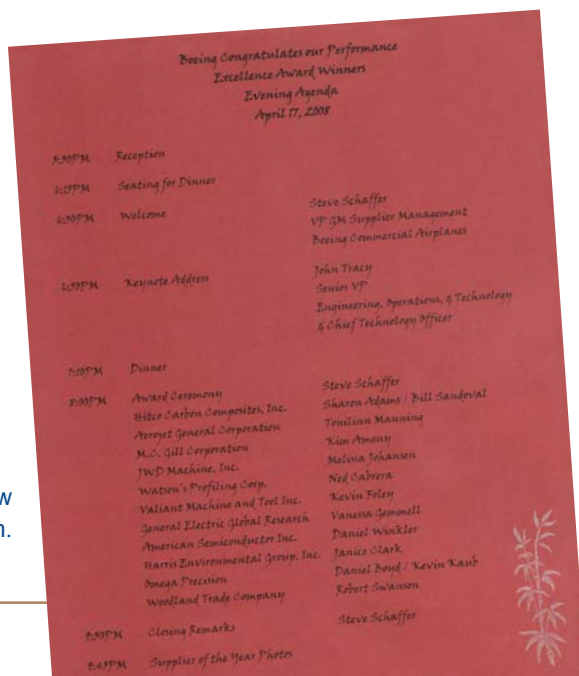 Boeing Congratulates our Performance
Excellence Award Winners
Evening Agenda
April 17, 2008
5:30PM Reception
6:15PM Seating for Dinner
6:30PM Welcome Steve Schaffer
VP GM Supplier Management
Boeing Commercial Airplanes
6:30PM Keynote Address John Tracy
Senior VP
Engineering, Operations, & Technology
& Chief Technology Officer
7:00PM Dinner
8:00PM Award Ceremony Steve Schaffer
Hitco Carbon Composites, Inc. Sharon Adams / Bill Sandoval
Aerojet General Corporation Tonilinn Manning
M.C. Gill Corporation Kim Ameny
JWD Machine, Inc. Melina Johansen
Watson's Profiling Corp. Ned Cabrera
Valiant Machine and Tool Inc. Kevin Foley
General Electric Global Research Vanessa Gemmell
American Semiconductor Inc. Daniel Winkler
Harris Environmental Group, Inc. Janice Clark
Omega Precision Daniel Boyd / Kevin Kaub
Woodland Trade Company Robert Swanson
9:30PM Closing Remarks Steve Schaffer
9:45PM Supplier of the Year Photos